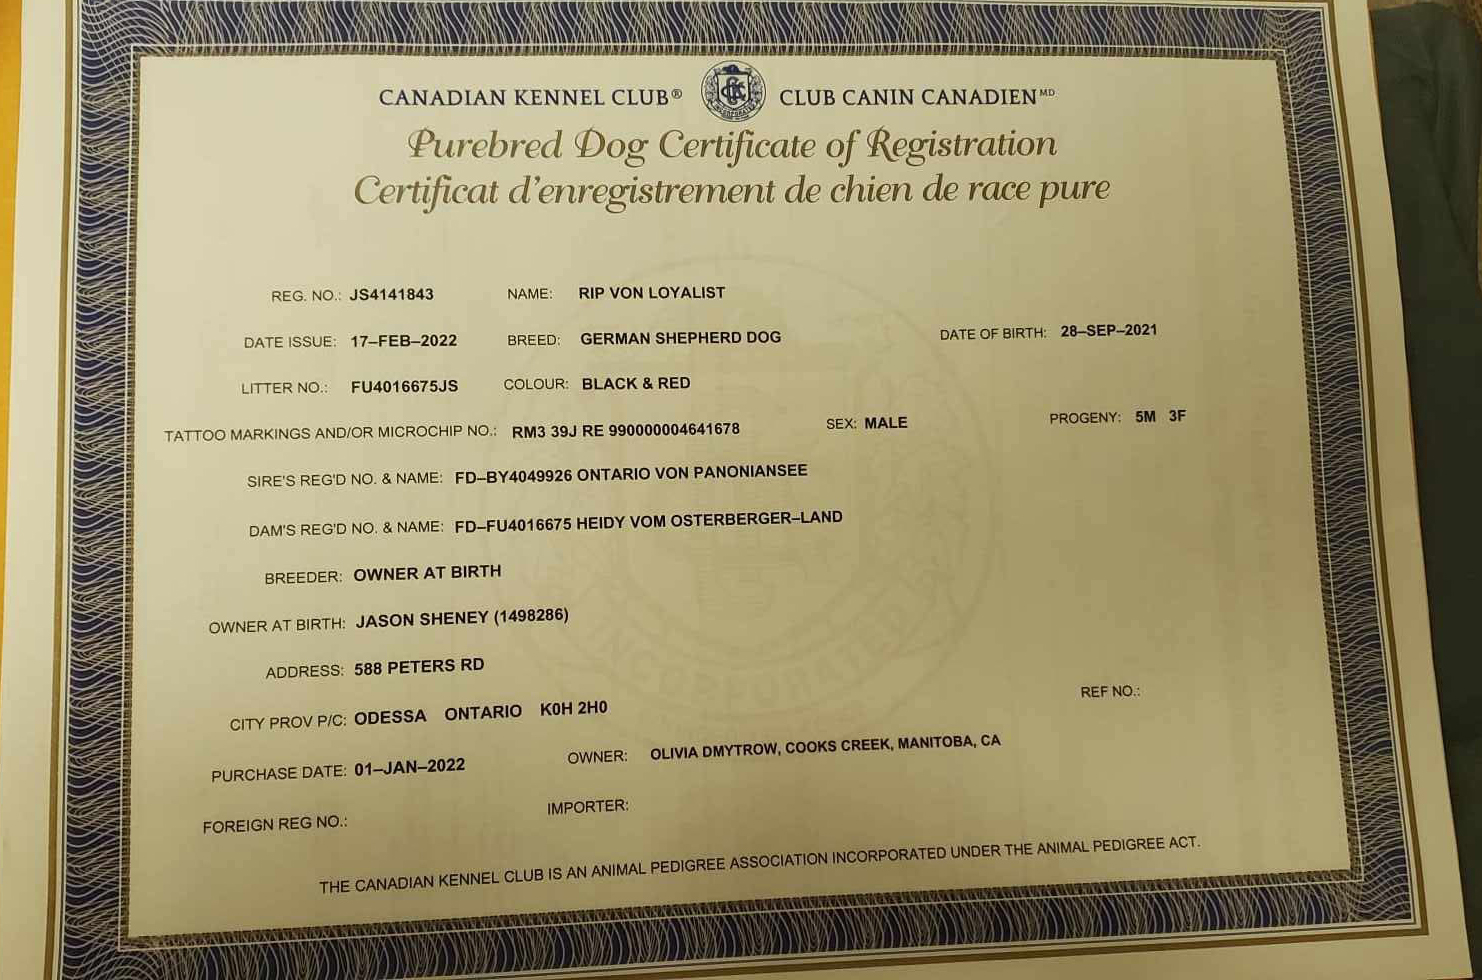 CANADIAN KENNEL CLUB® CLUB CANIN CANADIEN MD
Purebred Dog Certificate of Registration
Certificat d'enregistrement de chien de race pure
REG. NO.: JS4141843 NAME: RIP VON LOYALIST
DATE ISSUE: 17–FEB–2022 BREED: GERMAN SHEPHERD DOG DATE OF BIRTH: 28–SEP–2021
LITTER NO.: FU4016675JS COLOUR: BLACK & RED
TATTOO MARKINGS AND/OR MICROCHIP NO.: RM3 39J RE 990000004641678 SEX: MALE PROGENY: 5M 3F
SIRE'S REG'D NO. & NAME: FD–BY4049926 ONTARIO VON PANONIANSEE
DAM'S REG'D NO. & NAME: FD–FU4016675 HEIDY VOM OSTERBERGER–LAND
BREEDER: OWNER AT BIRTH
OWNER AT BIRTH: JASON SHENEY (1498286)
ADDRESS: 588 PETERS RD
CITY PROV P/C: ODESSA ONTARIO K0H 2H0 REF NO.:
PURCHASE DATE: 01–JAN–2022 OWNER: OLIVIA DMYTROW, COOKS CREEK, MANITOBA, CA
FOREIGN REG NO.: IMPORTER:
THE CANADIAN KENNEL CLUB IS AN ANIMAL PEDIGREE ASSOCIATION INCORPORATED UNDER THE ANIMAL PEDIGREE ACT.
INCORPORATED